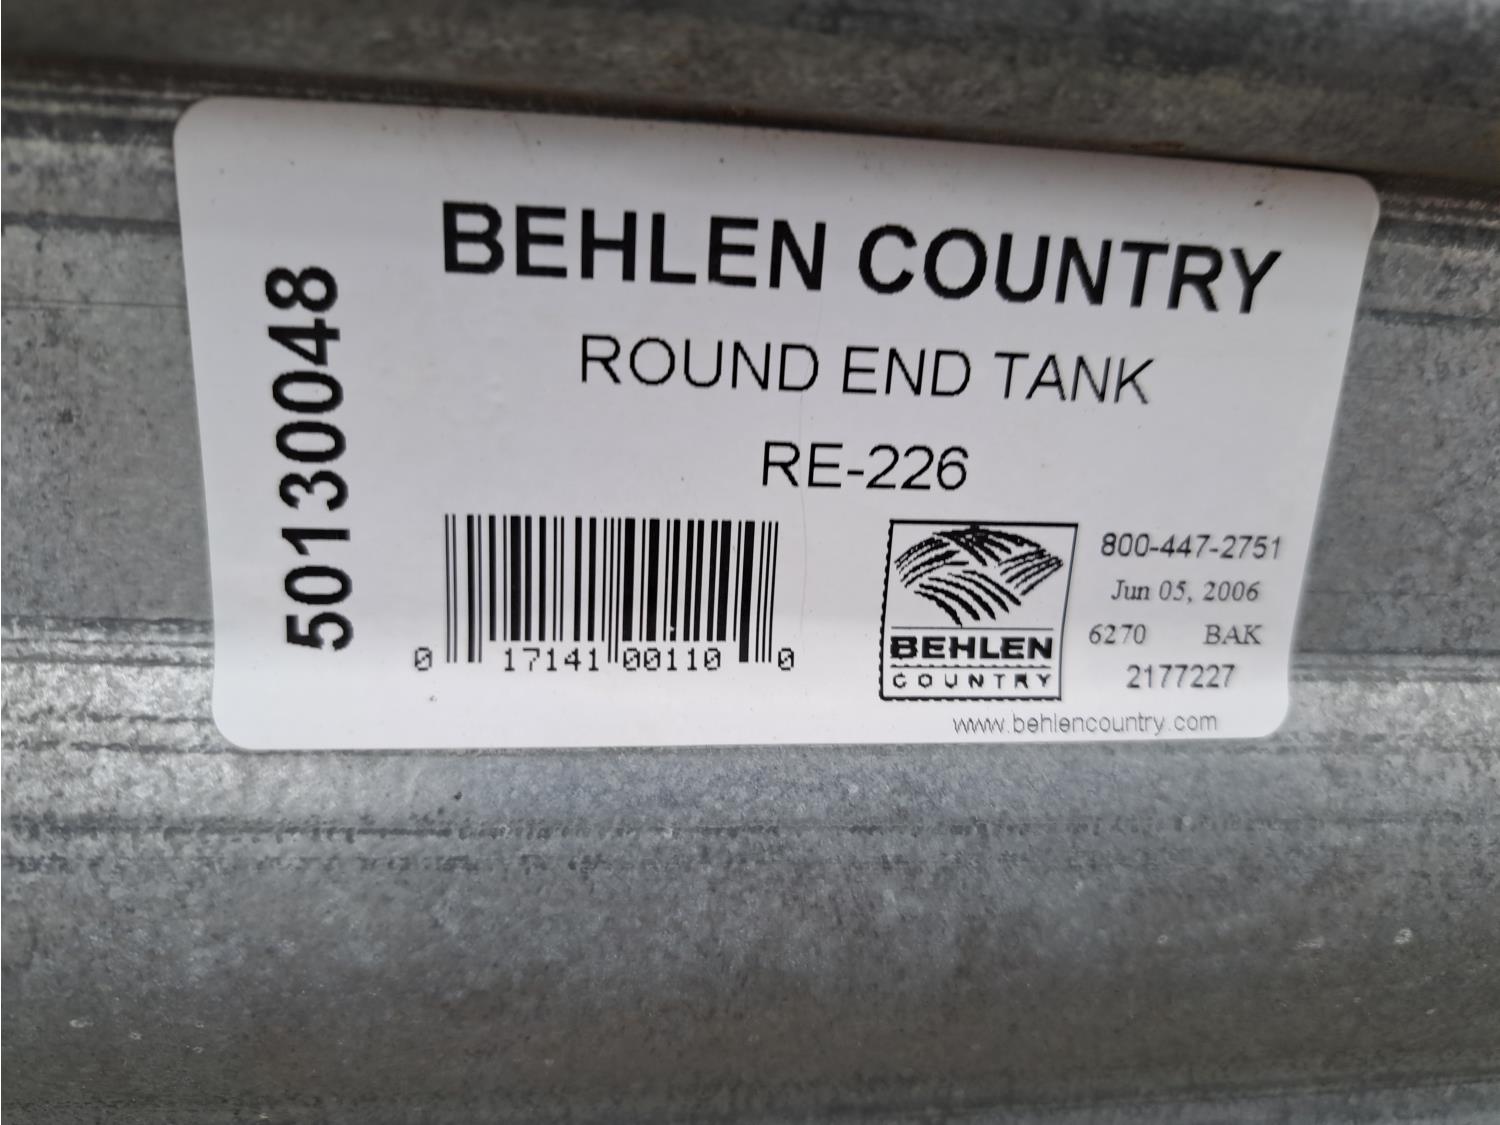 50130048
BEHLEN COUNTRY
ROUND END TANK
RE-226
0 17141 00110 0
BEHLEN
COUNTRY
800-447-2751
Jun 05, 2006
6270 BAK
2177227
www.behlencountry.com